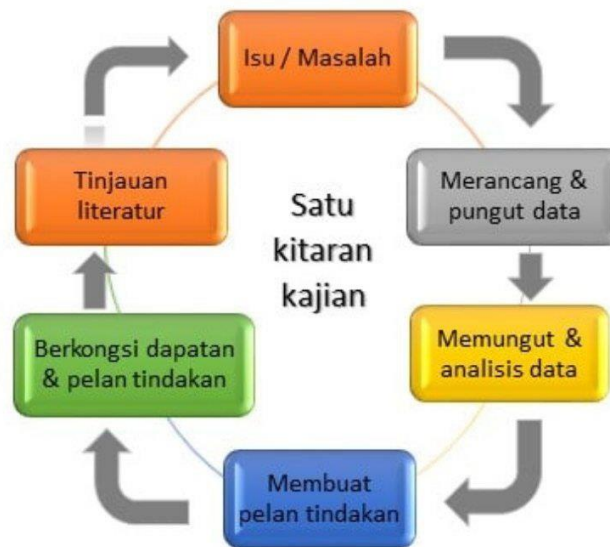 Isu / Masalah
Merancang &
pungut data
Memungut &
analisis data
Membuat
pelan tindakan
Berkongsi dapatan
& pelan tindakan
Tinjauan
literatur
Satu
kitaran
kajian